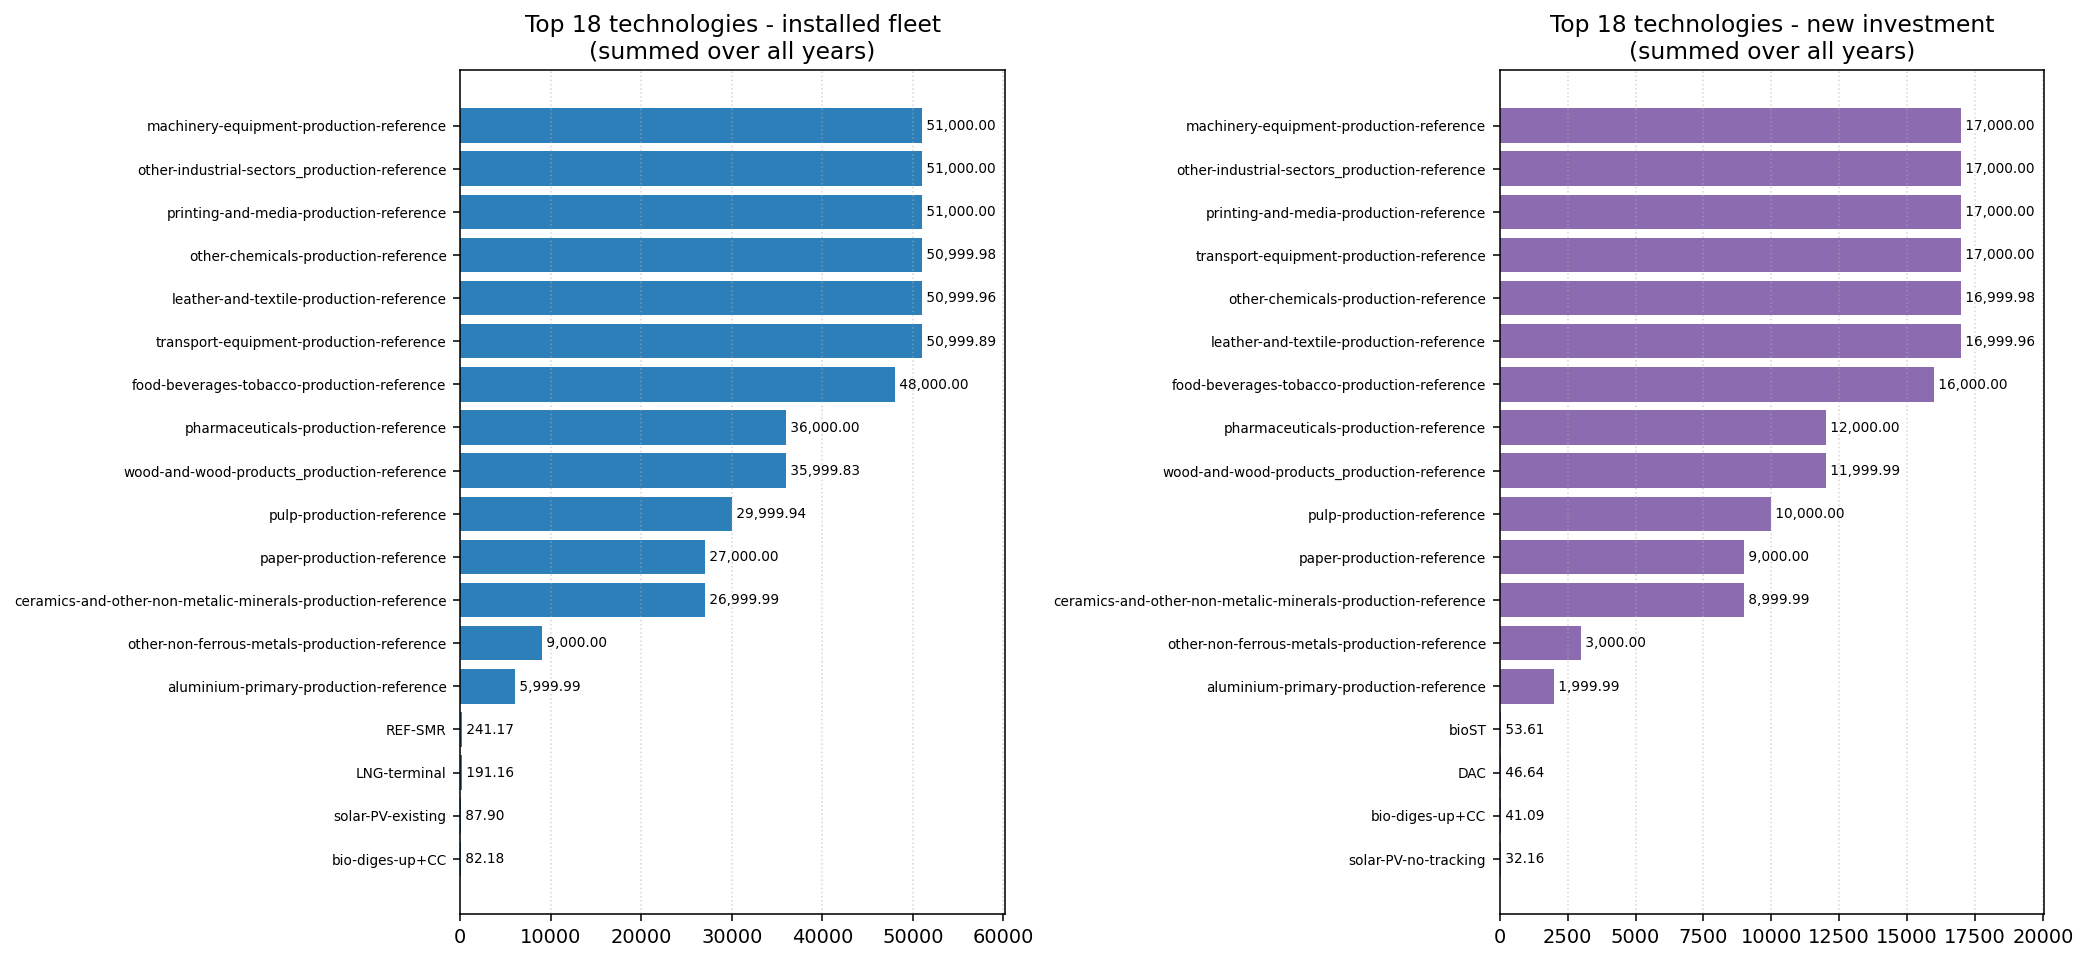 Top 18 technologies - installed fleet
(summed over all years)
machinery-equipment-production-reference 51,000.00
other-industrial-sectors_production-reference 51,000.00
printing-and-media-production-reference 51,000.00
other-chemicals-production-reference 50,999.98
leather-and-textile-production-reference 50,999.96
transport-equipment-production-reference 50,999.89
food-beverages-tobacco-production-reference 48,000.00
pharmaceuticals-production-reference 36,000.00
wood-and-wood-products_production-reference 35,999.83
pulp-production-reference 29,999.94
paper-production-reference 27,000.00
ceramics-and-other-non-metalic-minerals-production-reference 26,999.99
other-non-ferrous-metals-production-reference 9,000.00
aluminium-primary-production-reference 5,999.99
REF-SMR 241.17
LNG-terminal 191.16
solar-PV-existing 87.90
bio-diges-up+CC 82.18
0 10000 20000 30000 40000 50000 60000
Top 18 technologies - new investment
(summed over all years)
machinery-equipment-production-reference 17,000.00
other-industrial-sectors_production-reference 17,000.00
printing-and-media-production-reference 17,000.00
transport-equipment-production-reference 17,000.00
other-chemicals-production-reference 16,999.98
leather-and-textile-production-reference 16,999.96
food-beverages-tobacco-production-reference 16,000.00
pharmaceuticals-production-reference 12,000.00
wood-and-wood-products_production-reference 11,999.99
pulp-production-reference 10,000.00
paper-production-reference 9,000.00
ceramics-and-other-non-metalic-minerals-production-reference 8,999.99
other-non-ferrous-metals-production-reference 3,000.00
aluminium-primary-production-reference 1,999.99
bioST 53.61
DAC 46.64
bio-diges-up+CC 41.09
solar-PV-no-tracking 32.16
0 2500 5000 7500 10000 12500 15000 17500 20000